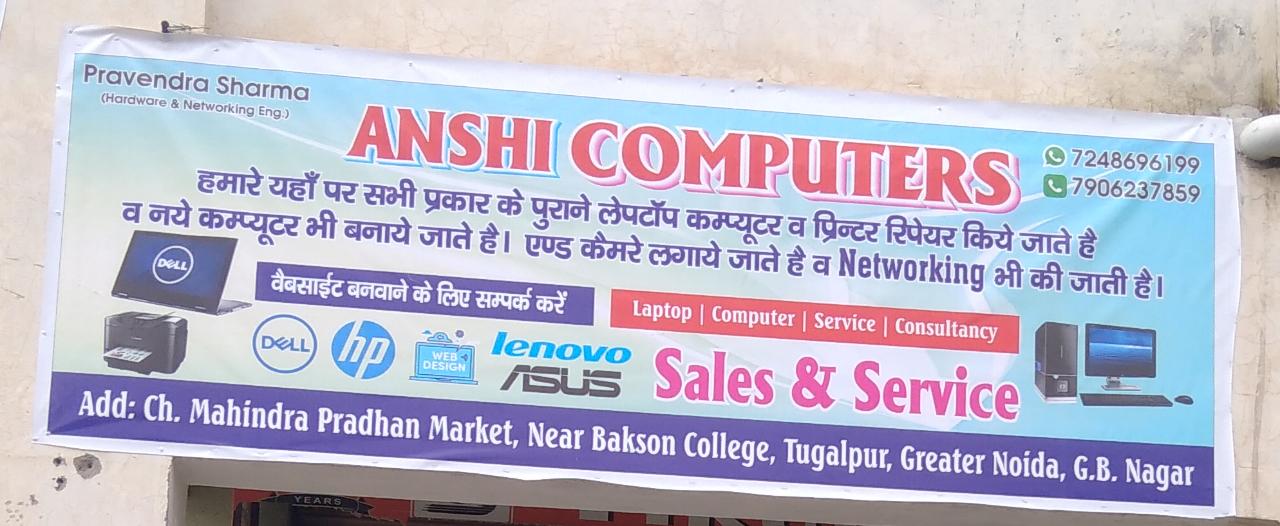 Pravendra Sharma
(Hardware & Networking Eng.)
ANSHI COMPUTERS
7248696199
7906237859
हमारे यहाँ पर सभी प्रकार के पुराने लेपटॉप कम्प्यूटर व प्रिन्टर रिपेयर किये जाते है
व नये कम्प्यूटर भी बनाये जाते है। एण्ड कैमरे लगाये जाते है व Networking भी की जाती है।
DELL
वैबसाईट बनवाने के लिए सम्पर्क करें
Laptop | Computer | Service | Consultancy
DELL
hp
WEB
DESIGN
lenovo
ASUS
Sales & Service
Add: Ch. Mahindra Pradhan Market, Near Bakson College, Tugalpur, Greater Noida, G.B. Nagar
YEARS